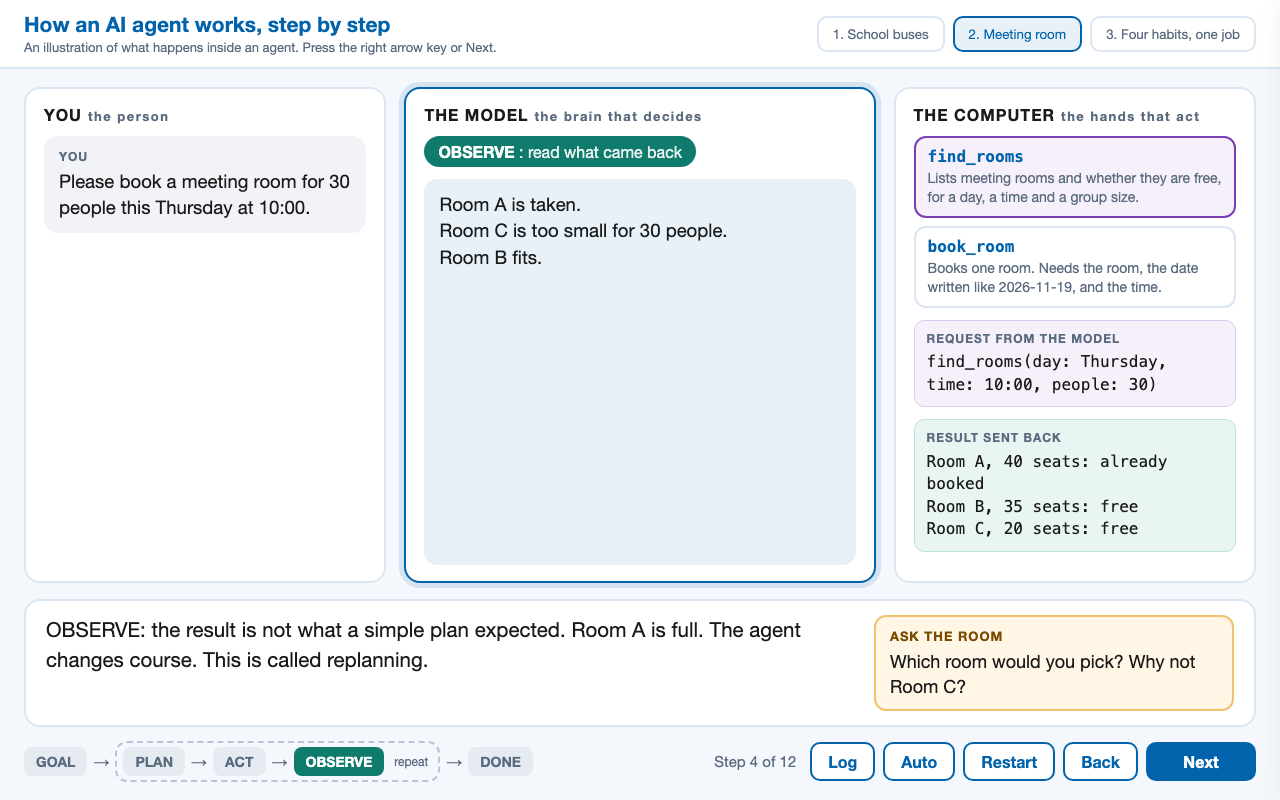 How an AI agent works, step by step
An illustration of what happens inside an agent. Press the right arrow key or Next.
1. School buses
2. Meeting room
3. Four habits, one job
YOU the person
YOU
Please book a meeting room for 30
people this Thursday at 10:00.
THE MODEL the brain that decides
OBSERVE : read what came back
Room A is taken.
Room C is too small for 30 people.
Room B fits.
THE COMPUTER the hands that act
find_rooms
Lists meeting rooms and whether they are free,
for a day, a time and a group size.
book_room
Books one room. Needs the room, the date
written like 2026-11-19, and the time.
REQUEST FROM THE MODEL
find_rooms(day: Thursday,
time: 10:00, people: 30)
RESULT SENT BACK
Room A, 40 seats: already
booked
Room B, 35 seats: free
Room C, 20 seats: free
OBSERVE: the result is not what a simple plan expected. Room A is full. The agent
changes course. This is called replanning.
ASK THE ROOM
Which room would you pick? Why not
Room C?
GOAL → PLAN → ACT → OBSERVE repeat → DONE
Step 4 of 12
Log
Auto
Restart
Back
Next